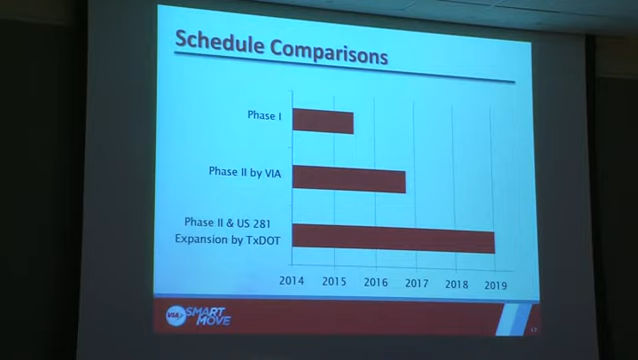 Schedule Comparisons
Phase I
Phase II by VIA
Phase II & US 281
Expansion by TxDOT
2014 2015 2016 2017 2018 2019
VIA SMART
MOVE
17